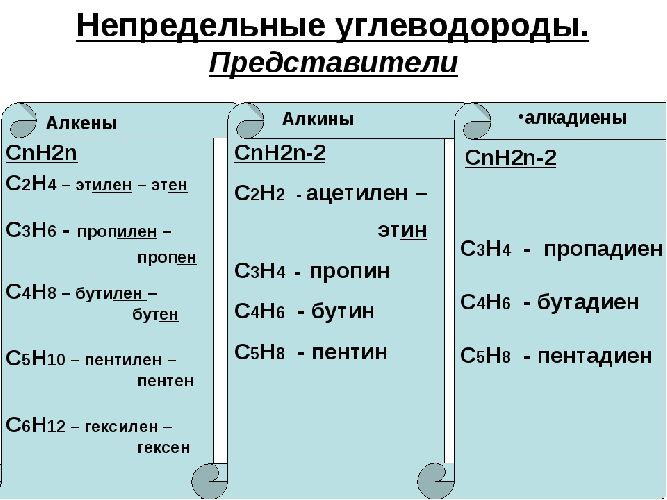 Непредельные углеводороды.
Представители
Алкены
CnH2n
C2H4 – этилен – этен
C3H6 - пропилен –
пропен
C4H8 – бутилен –
бутен
C5H10 – пентилен –
пентен
C6H12 – гексилен –
гексен
Алкины
CnH2n-2
C2H2 - ацетилен –
этин
C3H4 - пропин
C4H6 - бутин
C5H8 - пентин
•алкадиены
CnH2n-2
C3H4 - пропадиен
C4H6 - бутадиен
C5H8 - пентадиен